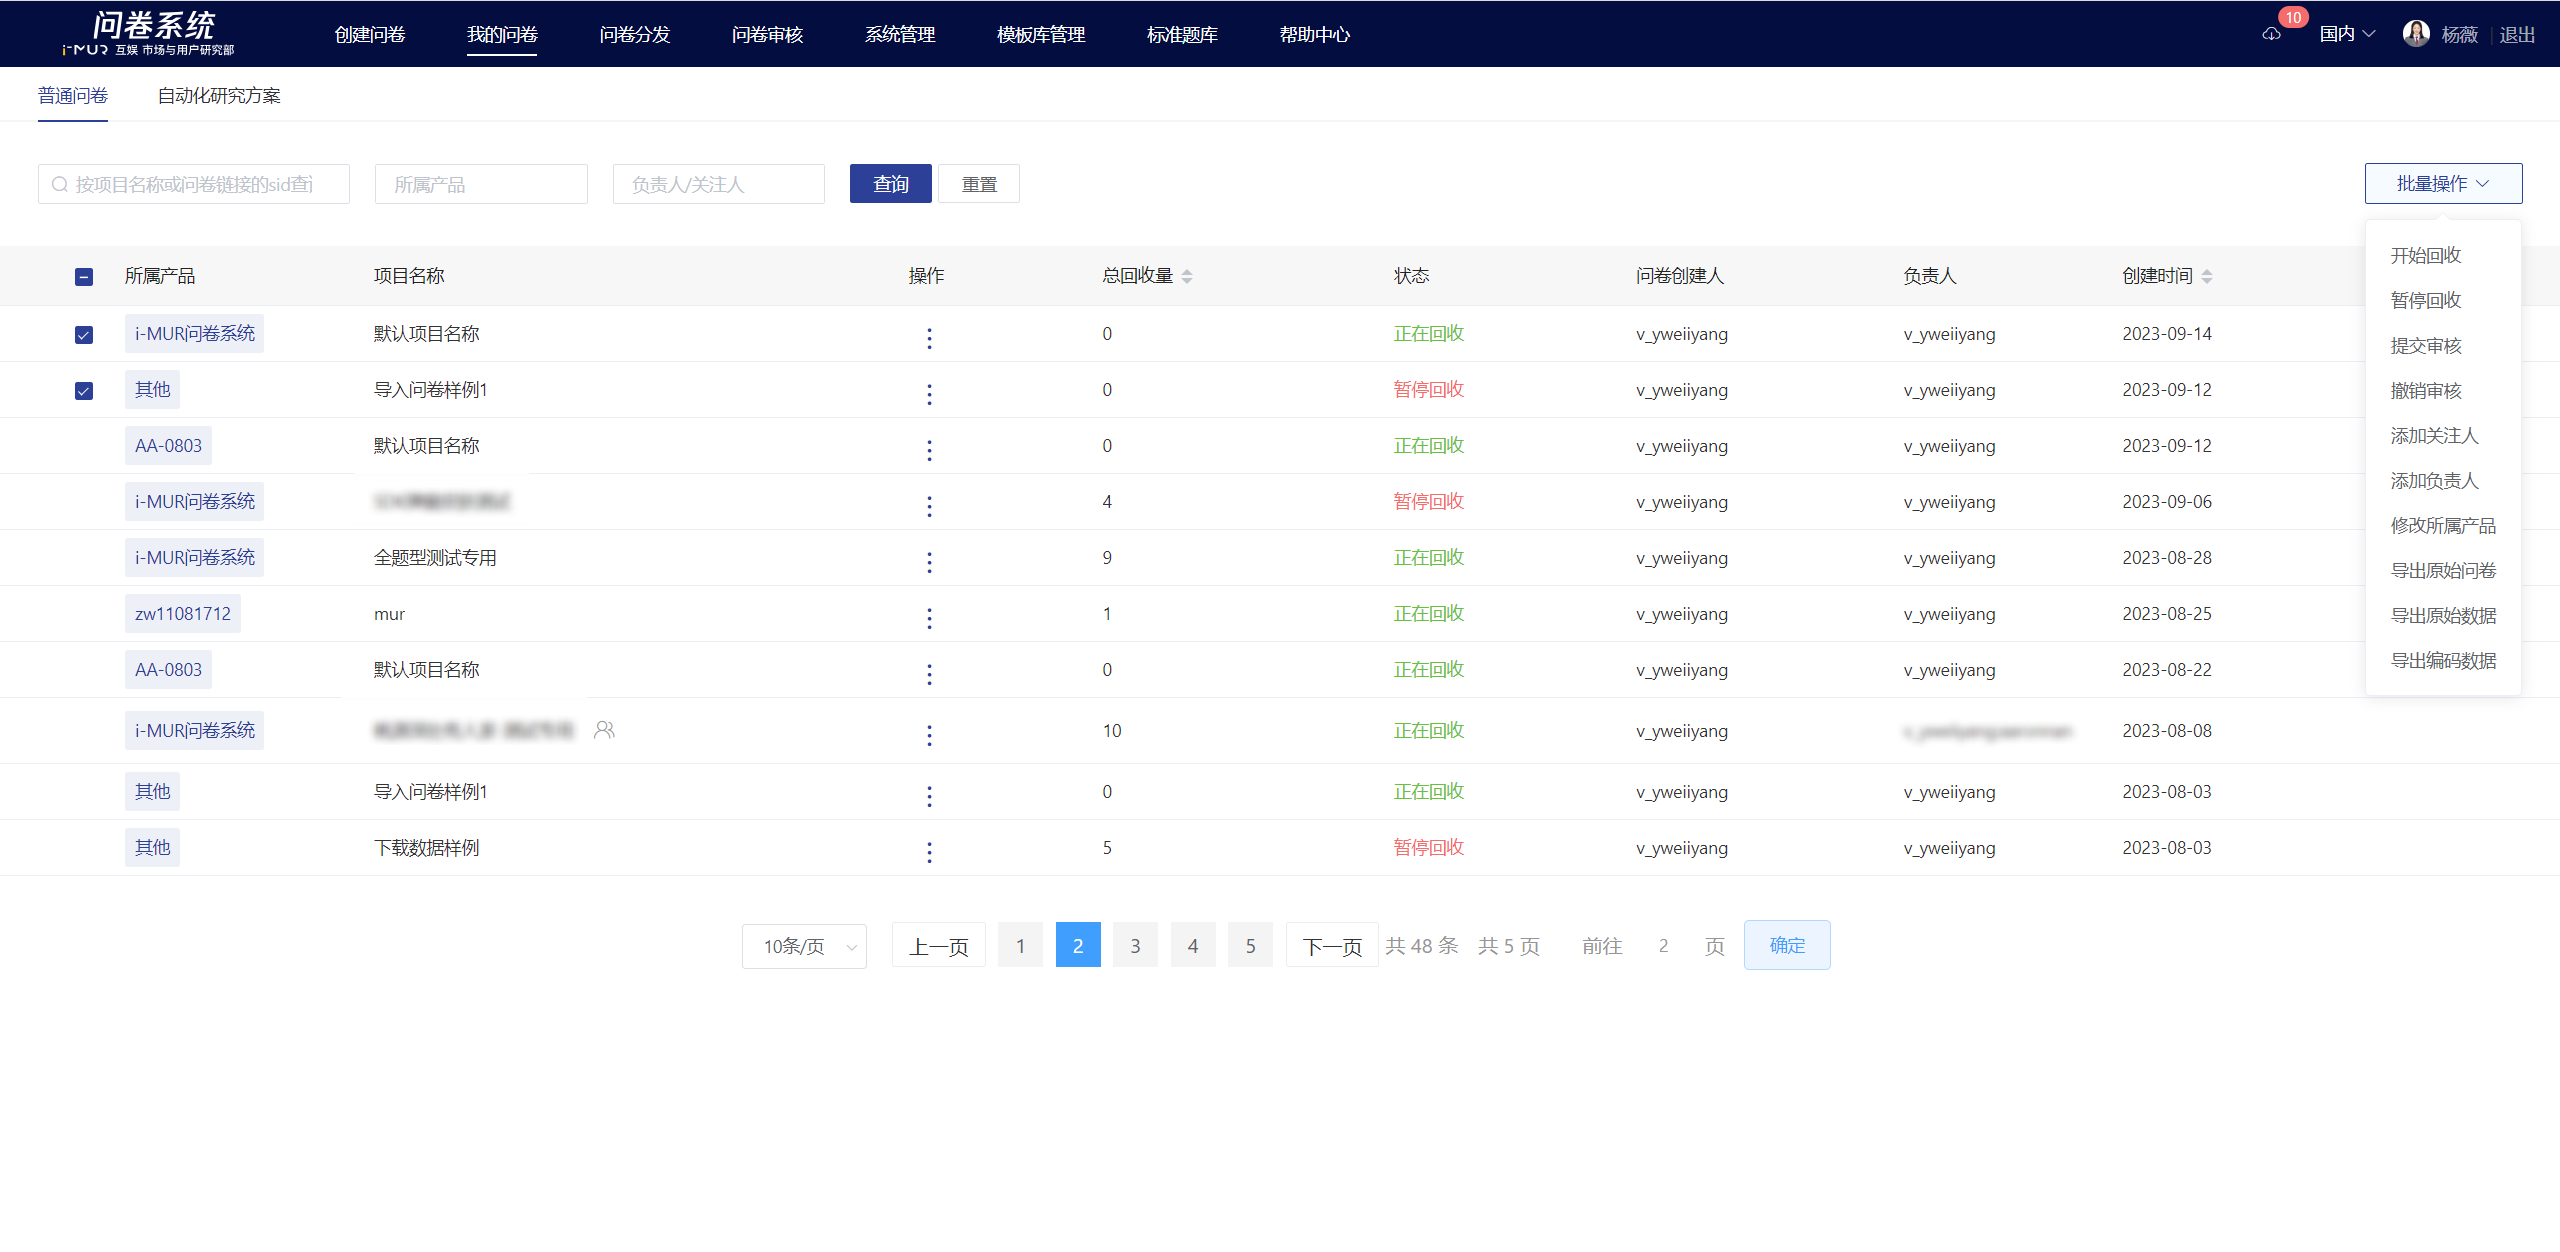 问卷系统
i-MUR 互娱 市场与用户研究部
创建问卷 我的问卷 问卷分发 问卷审核 系统管理 模板库管理 标准题库 帮助中心 10 国内 杨薇 退出
普通问卷 自动化研究方案
按项目名称或问卷链接的sid查 所属产品 负责人/关注人 查询 重置 批量操作
所属产品 项目名称 操作 总回收量 状态 问卷创建人 负责人 创建时间
i-MUR问卷系统 默认项目名称 0 正在回收 v_yweiiyang v_yweiiyang 2023-09-14
其他 导入问卷样例1 0 暂停回收 v_yweiiyang v_yweiiyang 2023-09-12
AA-0803 默认项目名称 0 正在回收 v_yweiiyang v_yweiiyang 2023-09-12
i-MUR问卷系统 4 暂停回收 v_yweiiyang v_yweiiyang 2023-09-06
i-MUR问卷系统 全题型测试专用 9 正在回收 v_yweiiyang v_yweiiyang 2023-08-28
zw11081712 mur 1 正在回收 v_yweiiyang v_yweiiyang 2023-08-25
AA-0803 默认项目名称 0 正在回收 v_yweiiyang v_yweiiyang 2023-08-22
i-MUR问卷系统 10 正在回收 v_yweiiyang 2023-08-08
其他 导入问卷样例1 0 正在回收 v_yweiiyang v_yweiiyang 2023-08-03
其他 下载数据样例 5 暂停回收 v_yweiiyang v_yweiiyang 2023-08-03
开始回收
暂停回收
提交审核
撤销审核
添加关注人
添加负责人
修改所属产品
导出原始问卷
导出原始数据
导出编码数据
10条/页 上一页 1 2 3 4 5 下一页 共 48 条 共 5 页 前往 2 页 确定